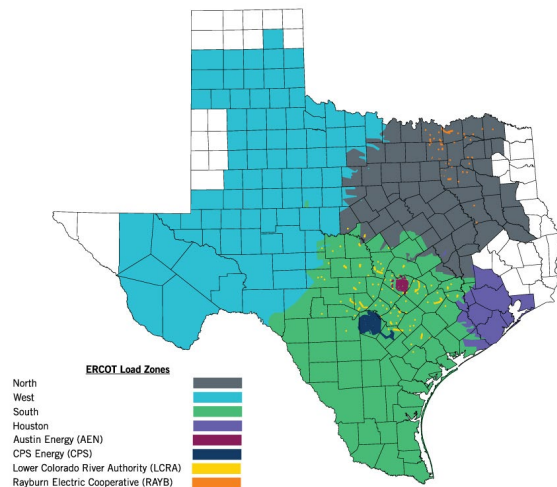 ERCOT Load Zones
North
West
South
Houston
Austin Energy (AEN)
CPS Energy (CPS)
Lower Colorado River Authority (LCRA)
Rayburn Electric Cooperative (RAYB)